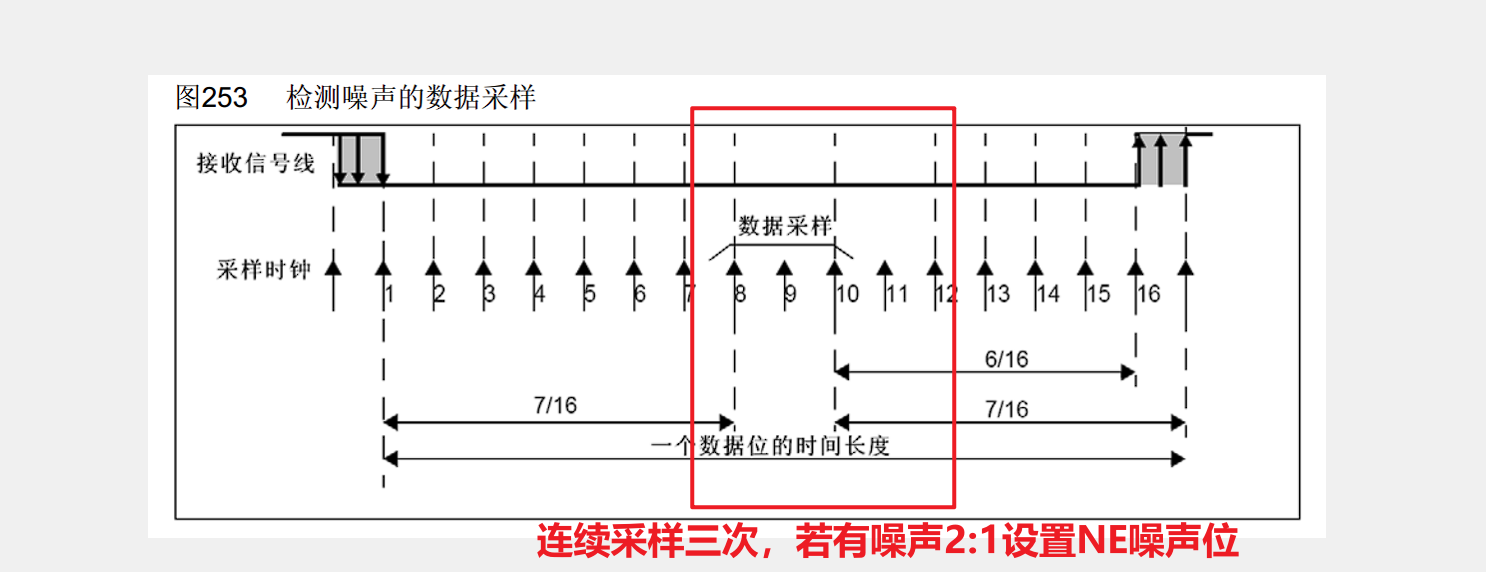 图253 检测噪声的数据采样
接收信号线
数据采样
采样时钟
1 2 3 4 5 6 7 8 9 10 11 12 13 14 15 16
6/16
7/16 7/16
一个数据位的时间长度
连续采样三次，若有噪声2:1设置NE噪声位